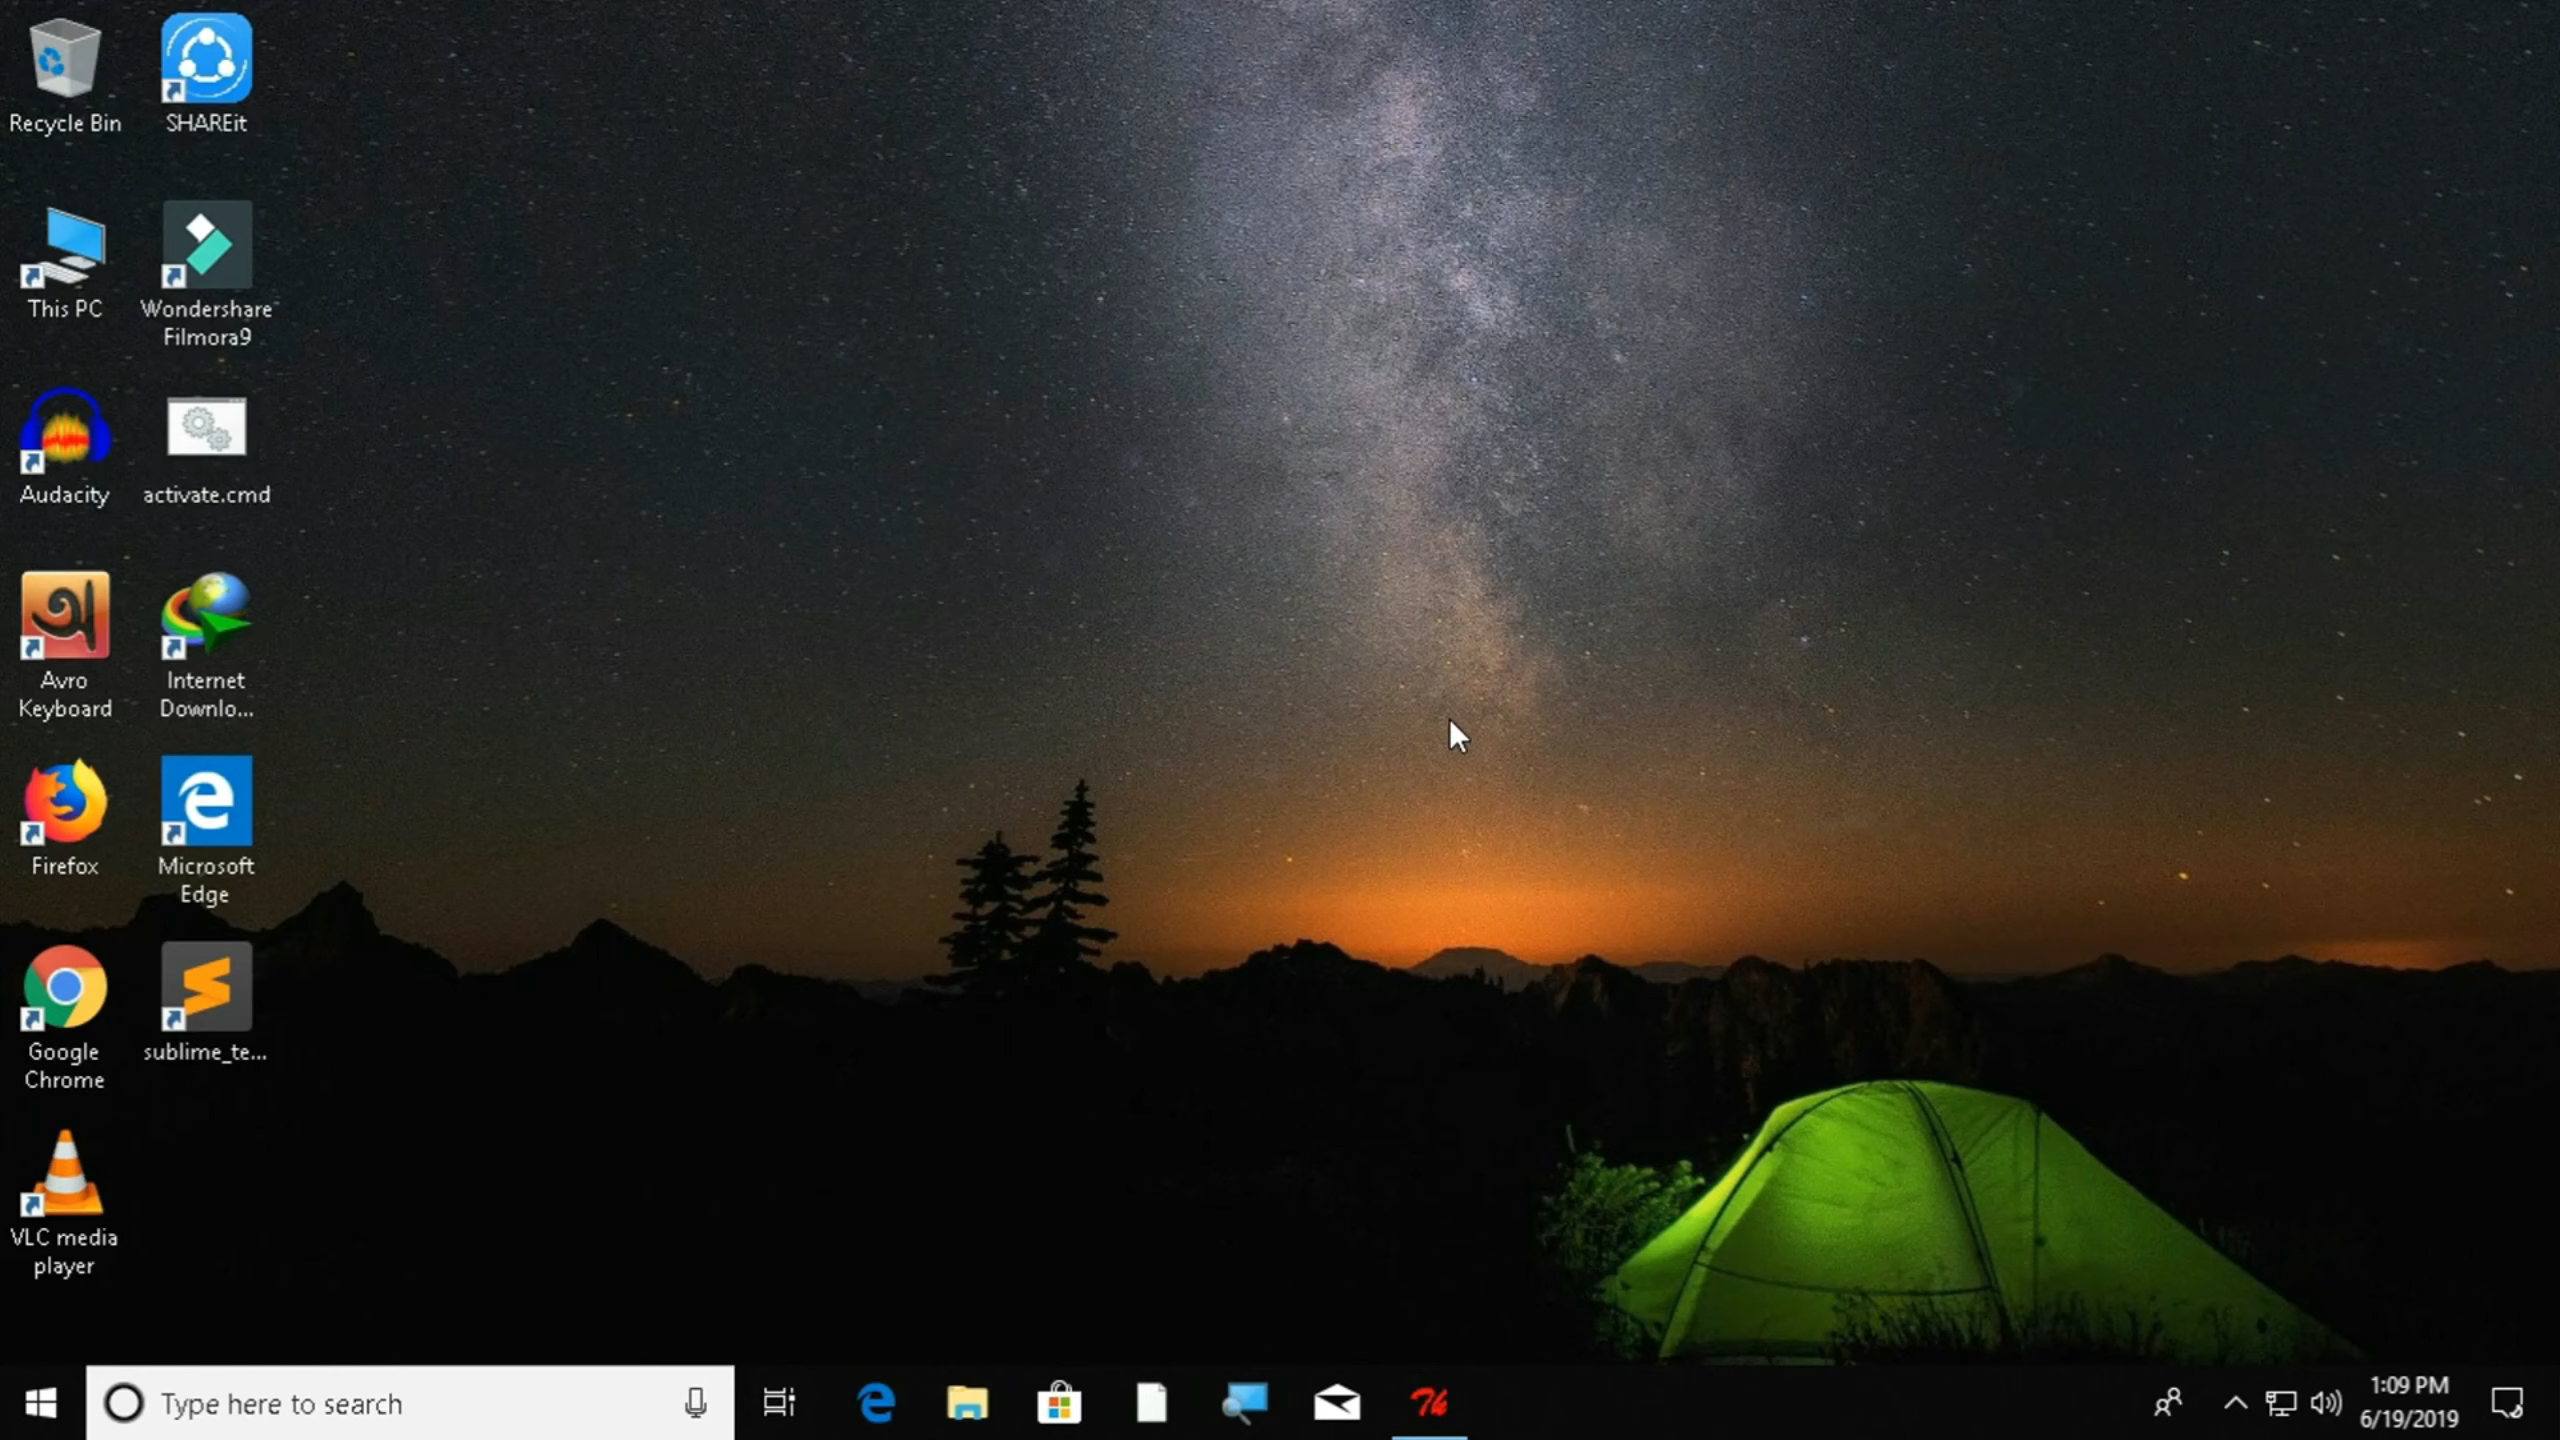 Recycle Bin
SHAREit
This PC
Wondershare
Filmora9
Audacity
activate.cmd
Avro
Keyboard
Internet
Downlo...
Firefox
Microsoft
Edge
Google
Chrome
sublime_te...
VLC media
player
Type here to search
1:09 PM
6/19/2019